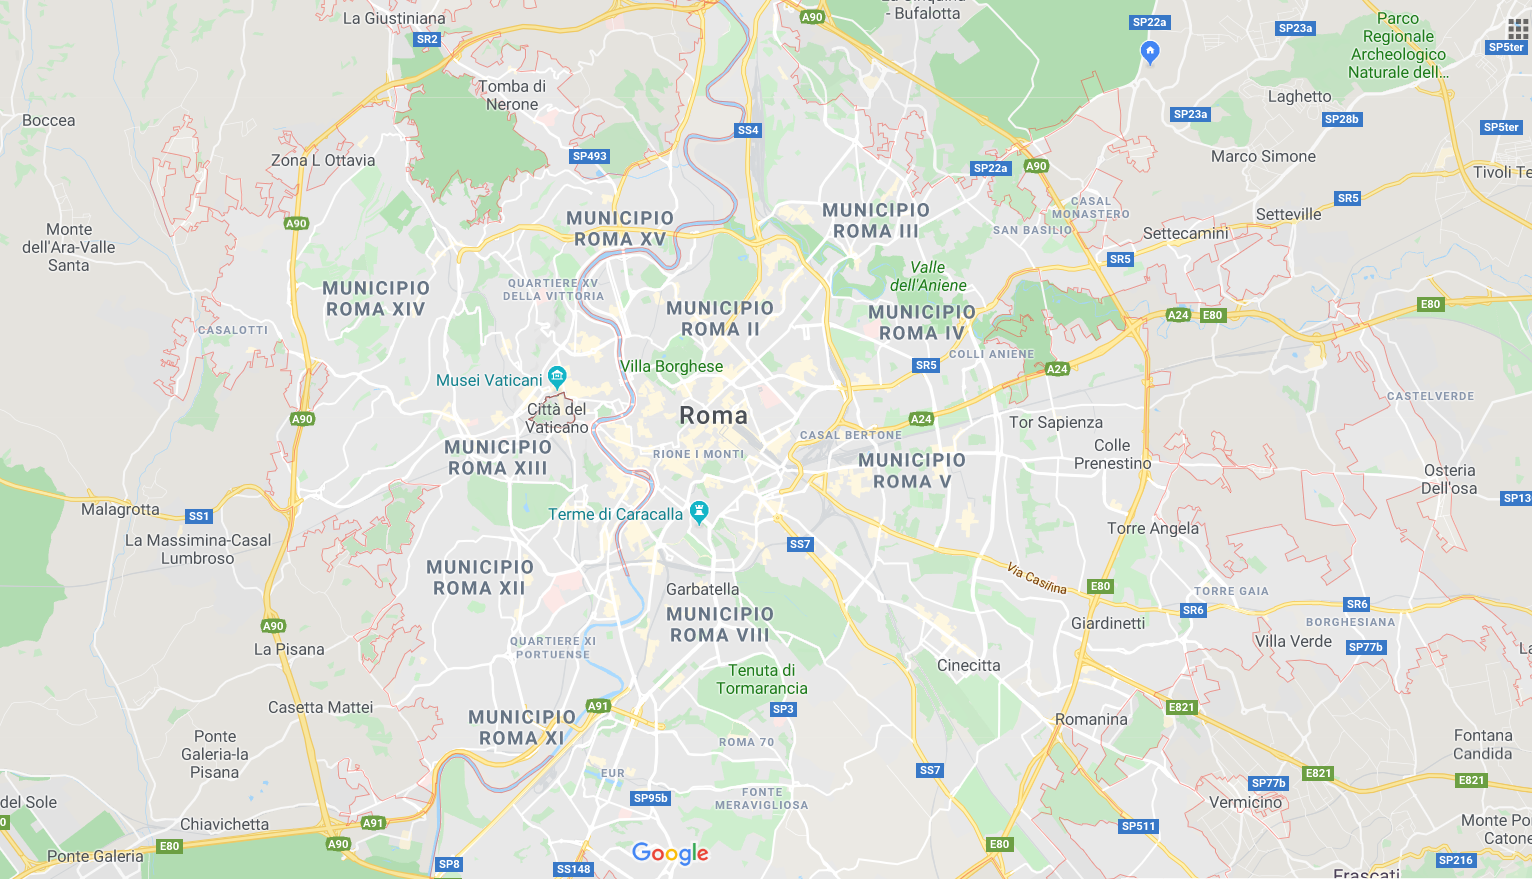 La Cinquina
- Bufalotta
La Giustiniana
A90
SP22a
SP23a
Parco
Regionale
Archeologico
Naturale dell...
SR2
SP5ter
Tomba di
Nerone
Laghetto
Boccea
SP23a
SP28b
SS4
SP5ter
Zona L Ottavia
SP493
SP22a
A90
Marco Simone
Tivoli Te
SR5
CASAL
MONASTERO
MUNICIPIO
ROMA XV
MUNICIPIO
ROMA III
Setteville
A90
SAN BASILIO
Settecamini
Monte
dell'Ara-Valle
Santa
SR5
Valle
dell'Aniene
QUARTIERE XV
DELLA VITTORIA
MUNICIPIO
ROMA XIV
MUNICIPIO
ROMA II
MUNICIPIO
ROMA IV
E80
A24
E80
CASALOTTI
COLLI ANIENE
Villa Borghese
SR5
A24
Musei Vaticani
CASTELVERDE
Città del
Vaticano
Roma
A90
A24
Tor Sapienza
CASAL BERTONE
MUNICIPIO
ROMA XIII
RIONE I MONTI
MUNICIPIO
ROMA V
Colle
Prenestino
Osteria
Dell'osa
SP13
Malagrotta
SS1
Terme di Caracalla
Torre Angela
La Massimina-Casal
Lumbroso
SS7
MUNICIPIO
ROMA XII
Via Casilina
E80
Garbatella
TORRE GAIA
SR6
SR6
MUNICIPIO
ROMA VIII
A90
Giardinetti
BORGHESIANA
La Pisana
QUARTIERE XI
PORTUENSE
Villa Verde
SP77b
La
Cinecitta
Tenuta di
Tormarancia
Casetta Mattei
A91
SP3
E821
MUNICIPIO
ROMA XI
Romanina
Ponte
Galeria-la
Pisana
ROMA 70
Fontana
Candida
EUR
SS7
E821
E821
SP77b
del Sole
SP95b
FONTE
MERAVIGLIOSA
Vermicino
0
Chiavichetta
A91
SP511
Monte Po
Catone
E80
A90
E80
Ponte Galeria
SP8
SS148
Google
SP216
Frascati